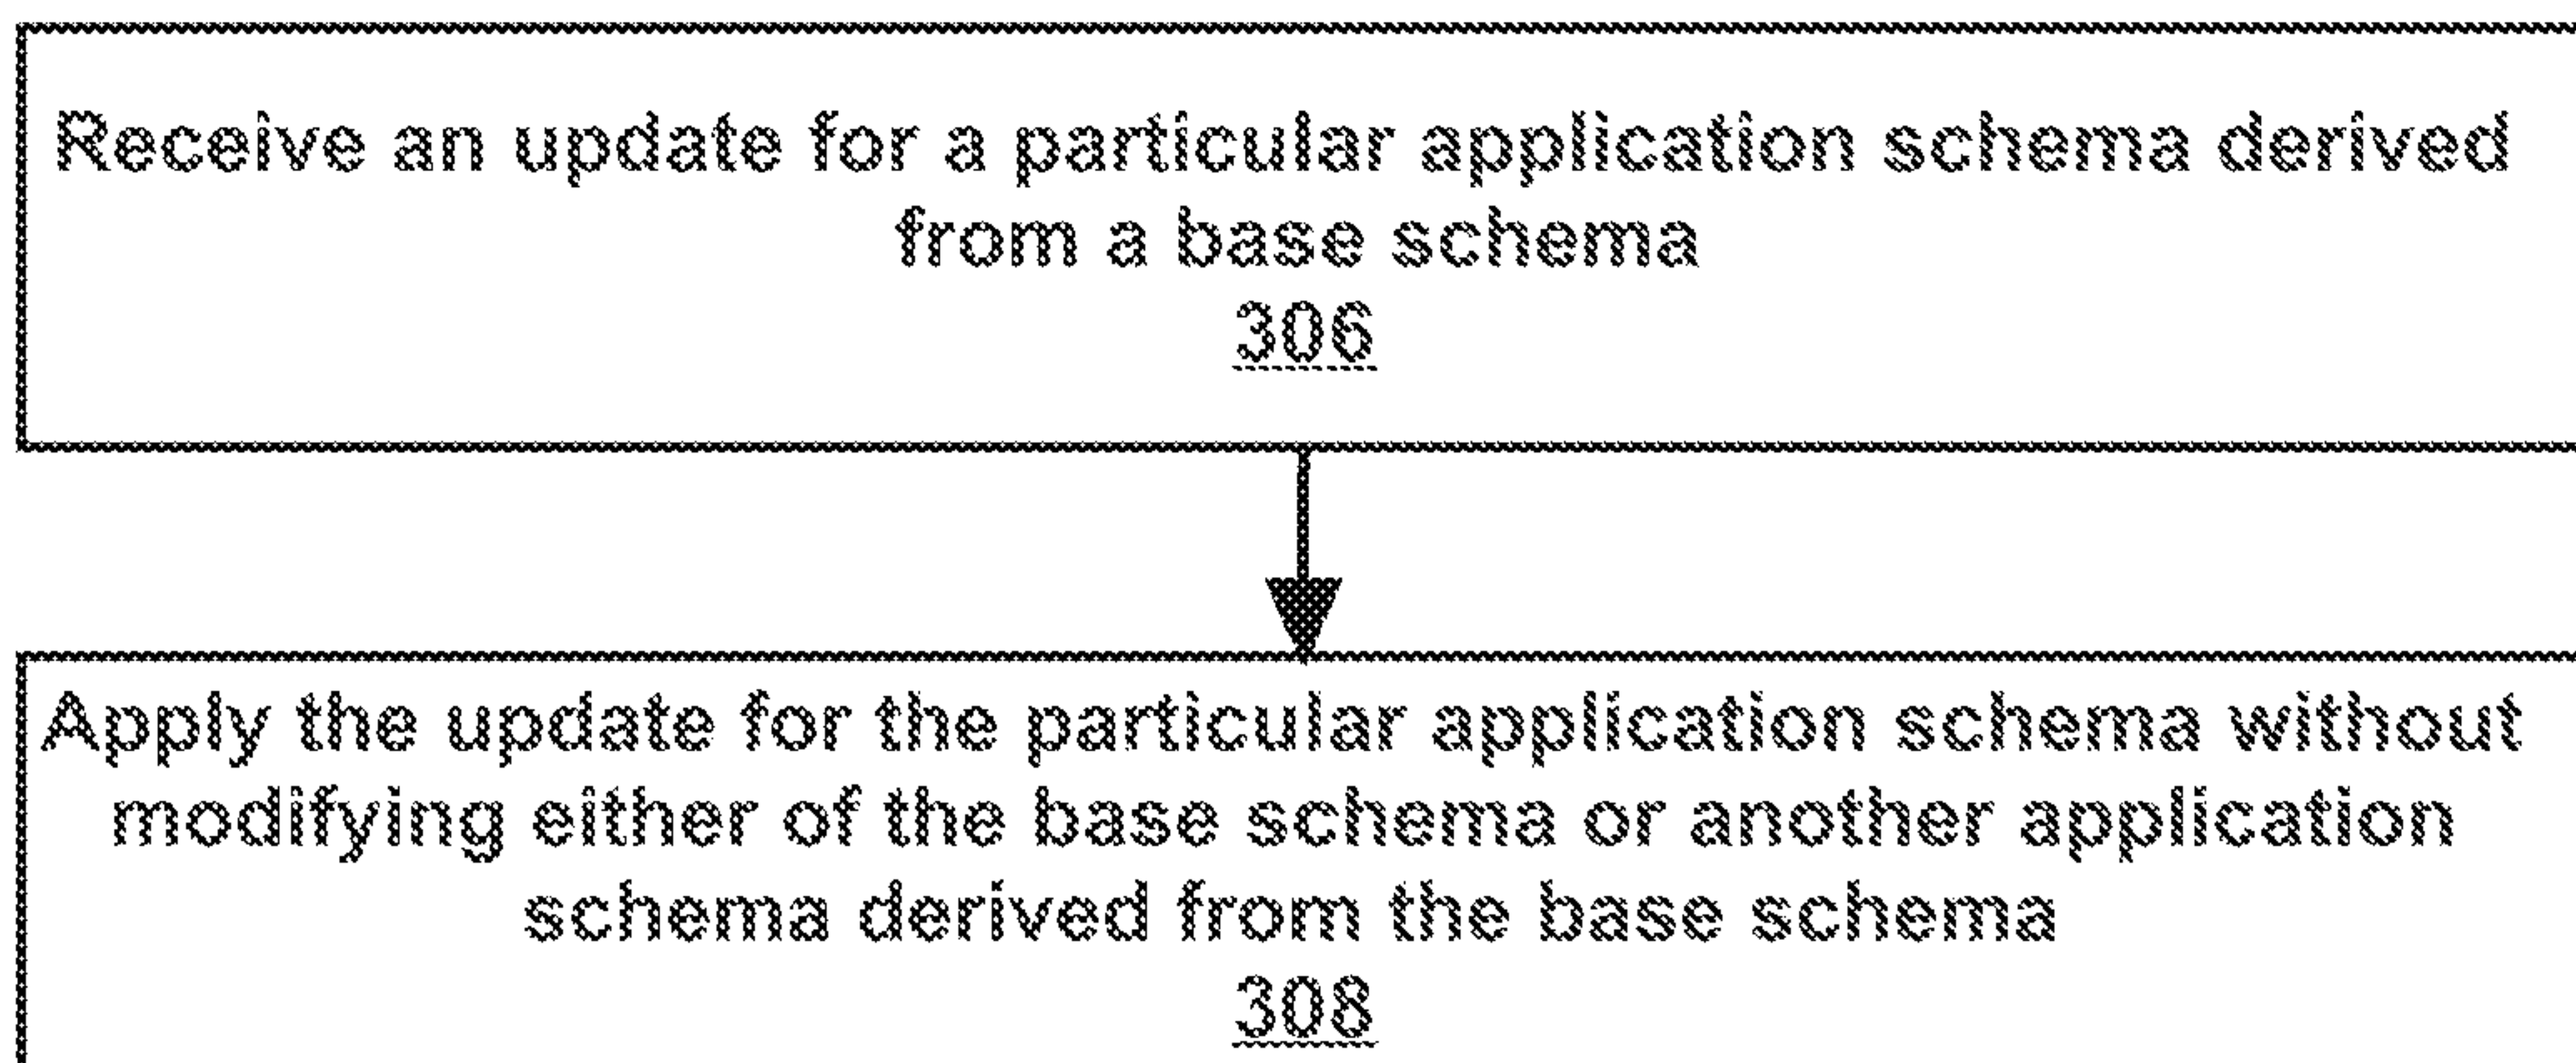 Receive an update for a particular application schema derived
from a base schema
306
Apply the update for the particular application schema without
modifying either of the base schema or another application
schema derived from the base schema
308